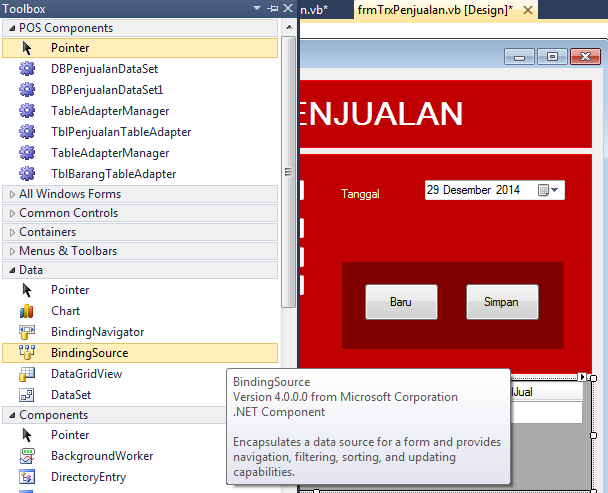 Toolbox
n.vb*
frmTrxPenjualan.vb [Design]*
POS Components
Pointer
DBPenjualanDataSet
DBPenjualanDataSet1
TableAdapterManager
TblPenjualanTableAdapter
TableAdapterManager
TblBarangTableAdapter
All Windows Forms
Common Controls
Containers
Menus & Toolbars
Data
Pointer
Chart
BindingNavigator
BindingSource
DataGridView
DataSet
Components
Pointer
BackgroundWorker
DirectoryEntry
ENJUALAN
Tanggal
29 Desember 2014
Baru
Simpan
lJual
BindingSource
Version 4.0.0.0 from Microsoft Corporation
.NET Component
Encapsulates a data source for a form and provides
navigation, filtering, sorting, and updating
capabilities.